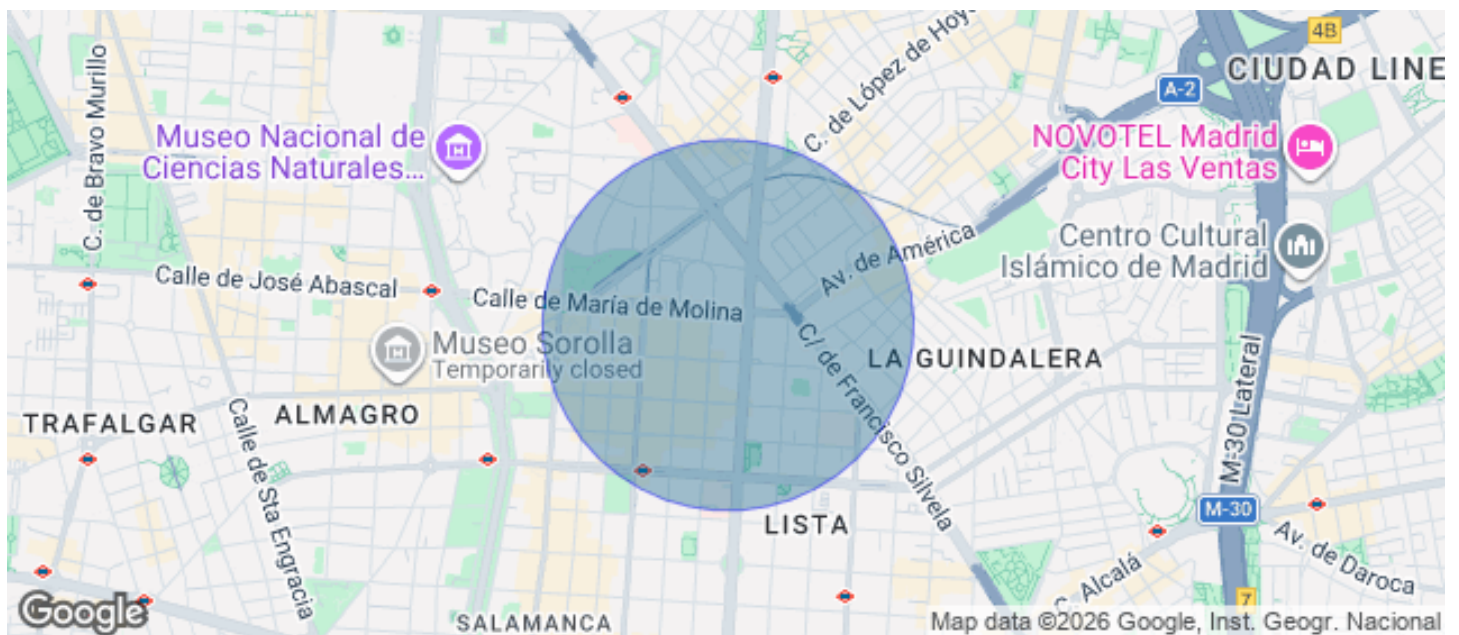 4B
CIUDAD LINE
C. de López de Hoy
A-2
C. de Bravo Murillo
Museo Nacional de
Ciencias Naturales...
NOVOTEL Madrid
City Las Ventas
Centro Cultural
Islámico de Madrid
Av. de América
Calle de José Abascal
Calle de María de Molina
Museo Sorolla
Temporarily closed
C/ de Francisco Silvela
LA GUINDALERA
M-30 Lateral
TRAFALGAR
ALMAGRO
Calle de Sta Engracia
LISTA
M-30
Av. de Daroca
C. Alcalá
7
Google
SALAMANCA
Map data ©2026 Google, Inst. Geogr. Nacional